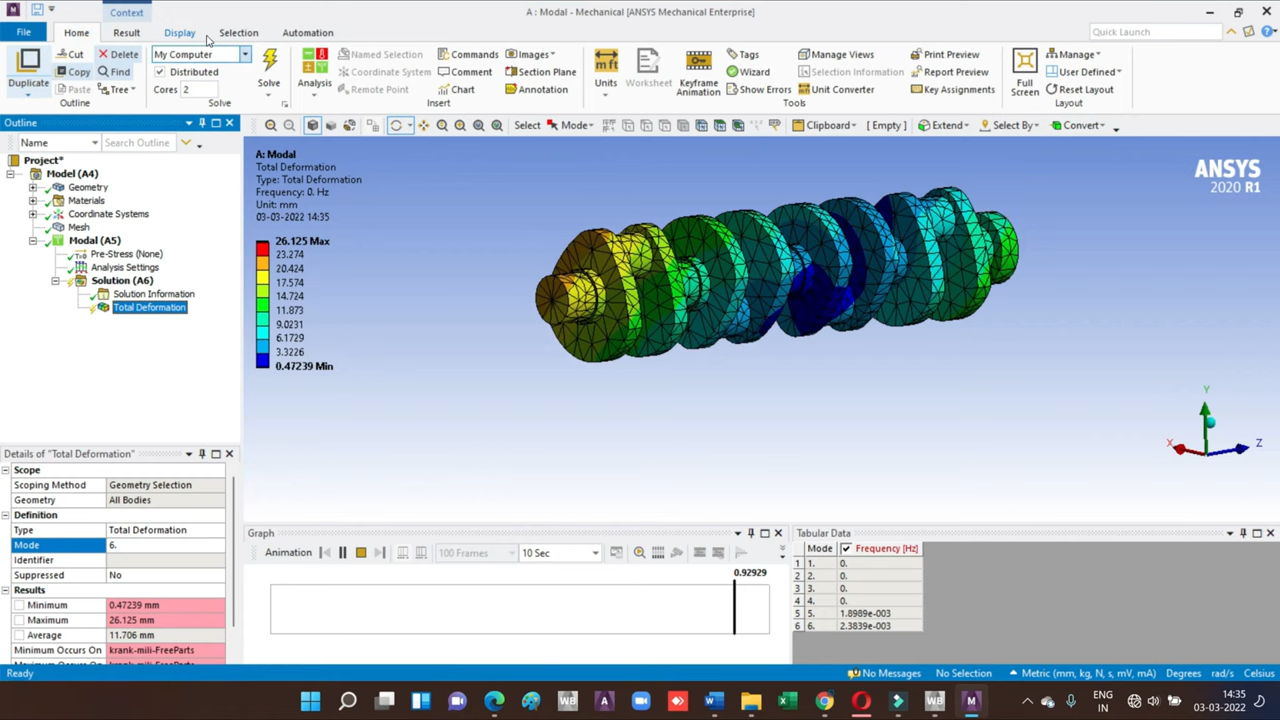 Context
A : Modal - Mechanical [ANSYS Mechanical Enterprise]
File Home Result Display Selection Automation
Quick Launch
Duplicate
Cut
Copy
Paste
Delete
Find
Tree
Outline
My Computer
Distributed
Cores 2
Solve
Solve
Analysis
Named Selection
Coordinate System
Remote Point
Commands
Comment
Chart
Images
Section Plane
Annotation
Insert
Units
Worksheet
Keyframe
Animation
Tags
Wizard
Show Errors
Manage Views
Selection Information
Unit Converter
Print Preview
Report Preview
Key Assignments
Tools
Full
Screen
Manage
User Defined
Reset Layout
Layout
Outline
Name Search Outline
Select Mode Clipboard [ Empty ] Extend Select By Convert
Project*
Model (A4)
Geometry
Materials
Coordinate Systems
Mesh
Modal (A5)
Pre-Stress (None)
Analysis Settings
Solution (A6)
Solution Information
Total Deformation
A: Modal
Total Deformation
Type: Total Deformation
Frequency: 0. Hz
Unit: mm
03-03-2022 14:35
26.125 Max
23.274
20.424
17.574
14.724
11.873
9.0231
6.1729
3.3226
0.47239 Min
ANSYS
2020 R1
Y
X
Z
Details of "Total Deformation"
Scope
Scoping Method Geometry Selection
Geometry All Bodies
Definition
Type Total Deformation
Mode 6.
Identifier
Suppressed No
Results
Minimum 0.47239 mm
Maximum 26.125 mm
Average 11.706 mm
Minimum Occurs On krank-mili-FreeParts
Graph
Animation 100 Frames 10 Sec
0.92929
Tabular Data
Mode Frequency [Hz]
1 1. 0.
2 2. 0.
3 3. 0.
4 4. 0.
5 5. 1.8989e-003
6 6. 2.3839e-003
Ready No Messages No Selection Metric (mm, kg, N, s, mV, mA) Degrees rad/s Celsius
ENG
IN
14:35
03-03-2022